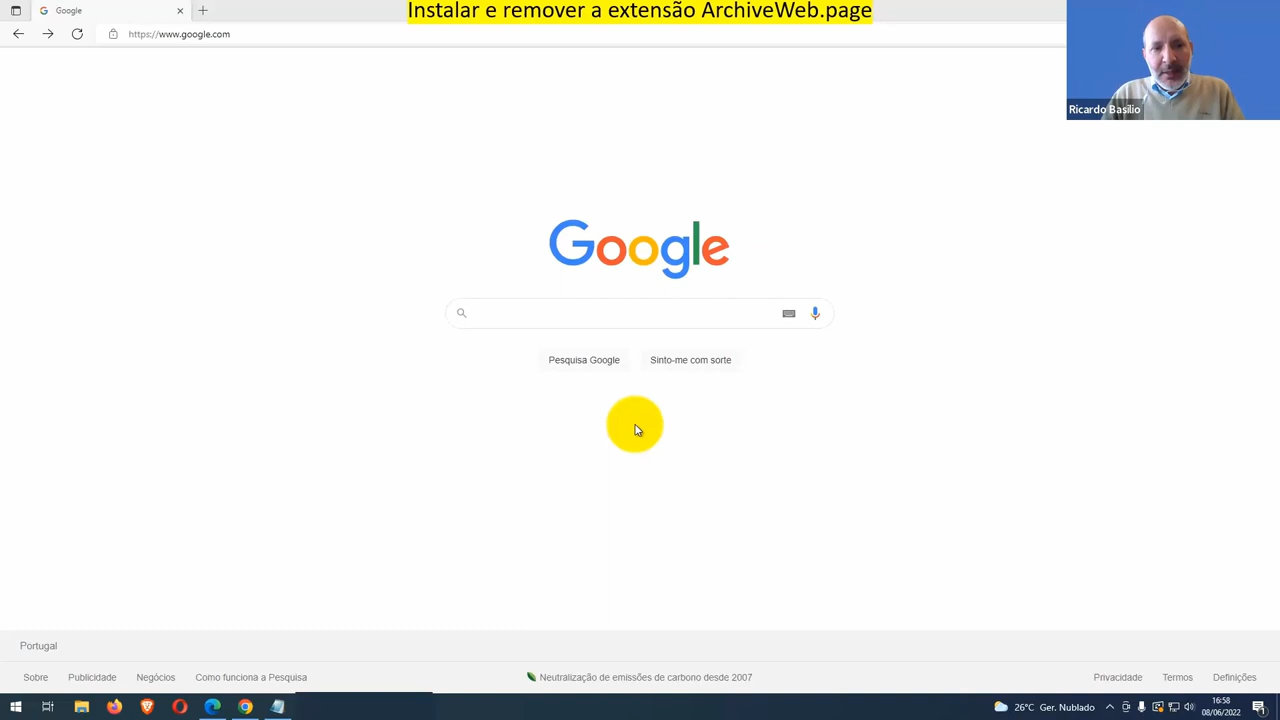 Google
Instalar e remover a extensão ArchiveWeb.page
https://www.google.com
Ricardo Basílio
Google
Pesquisa Google
Sinto-me com sorte
Portugal
Sobre
Publicidade
Negócios
Como funciona a Pesquisa
Neutralização de emissões de carbono desde 2007
Privacidade
Termos
Definições
26°C Ger. Nublado
16:58
08/06/2022
1